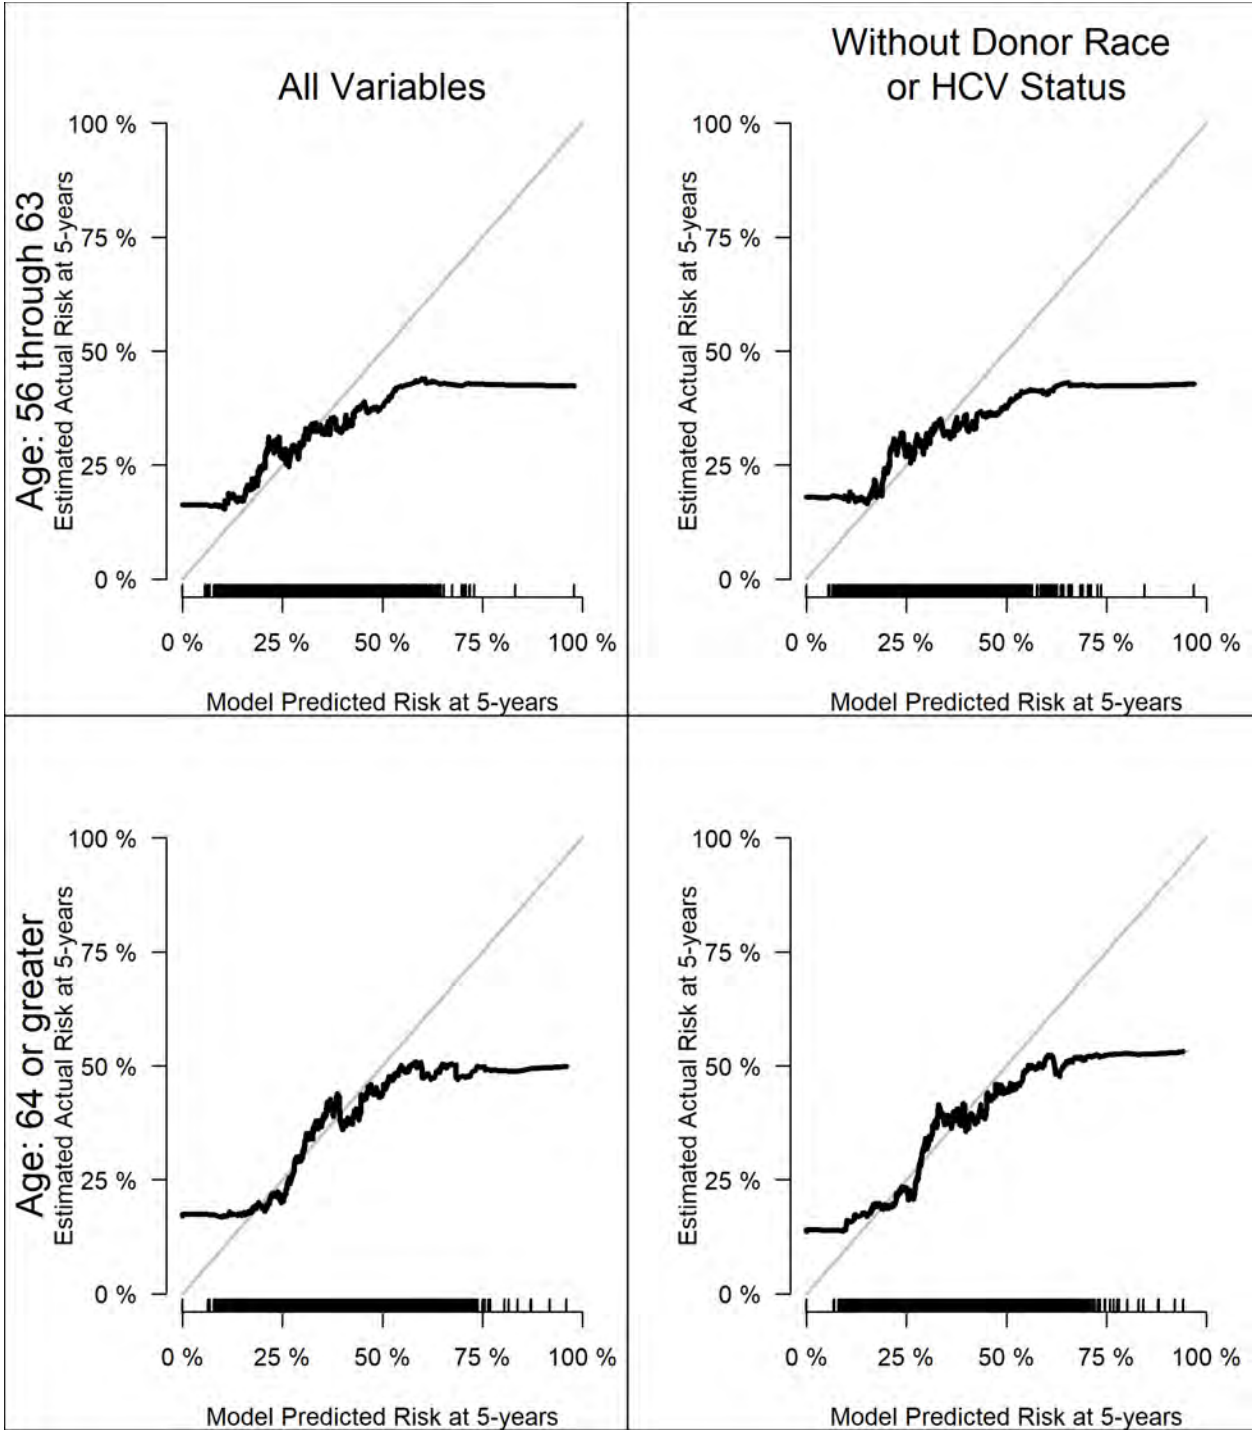 All Variables
Without Donor Race
or HCV Status
Age: 56 through 63
Estimated Actual Risk at 5-years
100 %
75 %
50 %
25 %
0 %
0 % 25 % 50 % 75 % 100 %
Model Predicted Risk at 5-years
Estimated Actual Risk at 5-years
100 %
75 %
50 %
25 %
0 %
0 % 25 % 50 % 75 % 100 %
Model Predicted Risk at 5-years
Age: 64 or greater
Estimated Actual Risk at 5-years
100 %
75 %
50 %
25 %
0 %
0 % 25 % 50 % 75 % 100 %
Model Predicted Risk at 5-years
Estimated Actual Risk at 5-years
100 %
75 %
50 %
25 %
0 %
0 % 25 % 50 % 75 % 100 %
Model Predicted Risk at 5-years